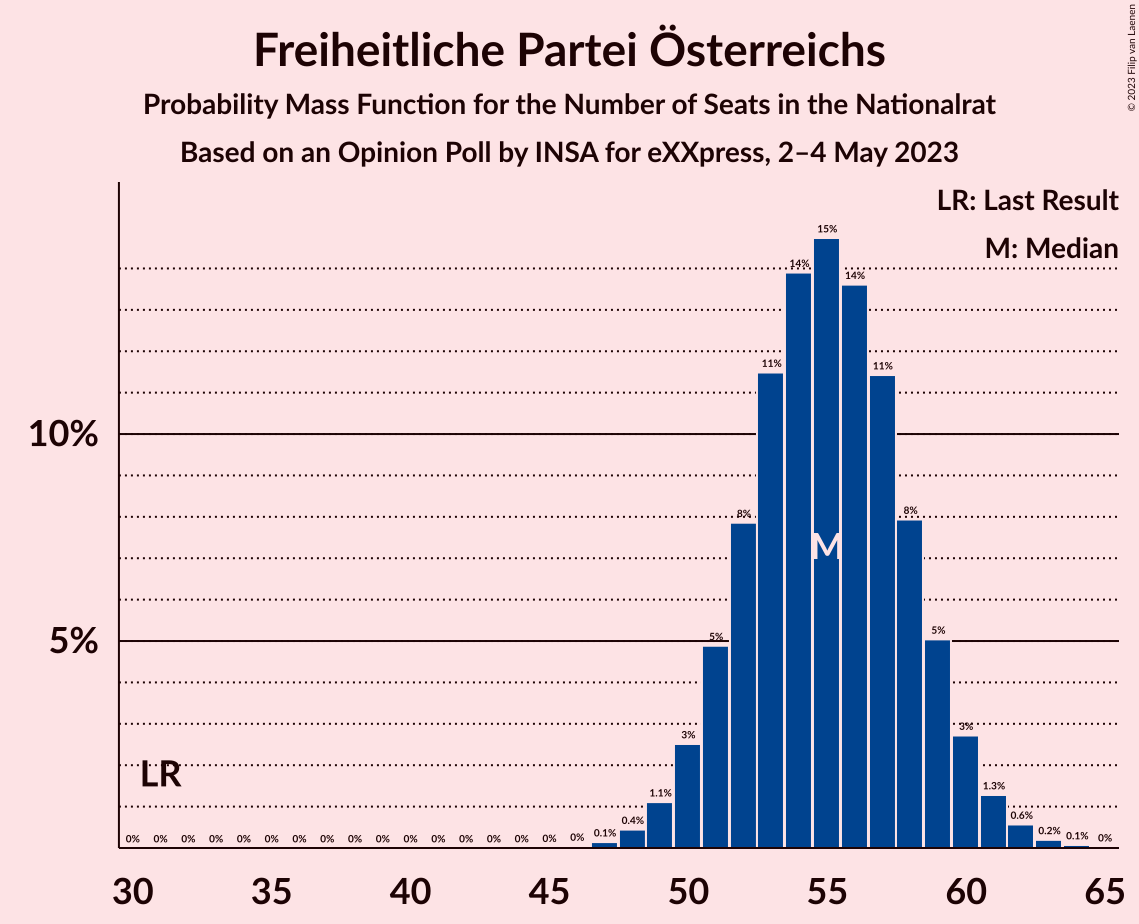 Freiheitliche Partei Österreichs
Probability Mass Function for the Number of Seats in the Nationalrat
Based on an Opinion Poll by INSA for eXXpress, 2–4 May 2023
© 2023 Filip van Laenen
LR: Last Result
M: Median
15%
14%
14%
11%
11%
10%
8%
8%
M
5%
5%
5%
3%
3%
LR
1.3%
1.1%
0.6%
0.4%
0% 0% 0% 0% 0% 0% 0% 0% 0% 0% 0% 0% 0% 0% 0% 0% 0% 0.1% 0.2% 0.1% 0%
30 35 40 45 50 55 60 65